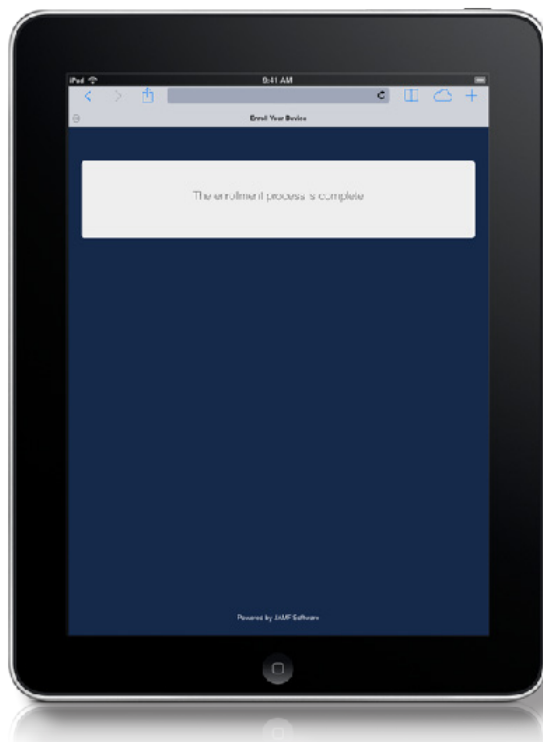 iPad 9:41 AM
Enroll Your Device
The enrollment process is complete
Powered by JAMF Software